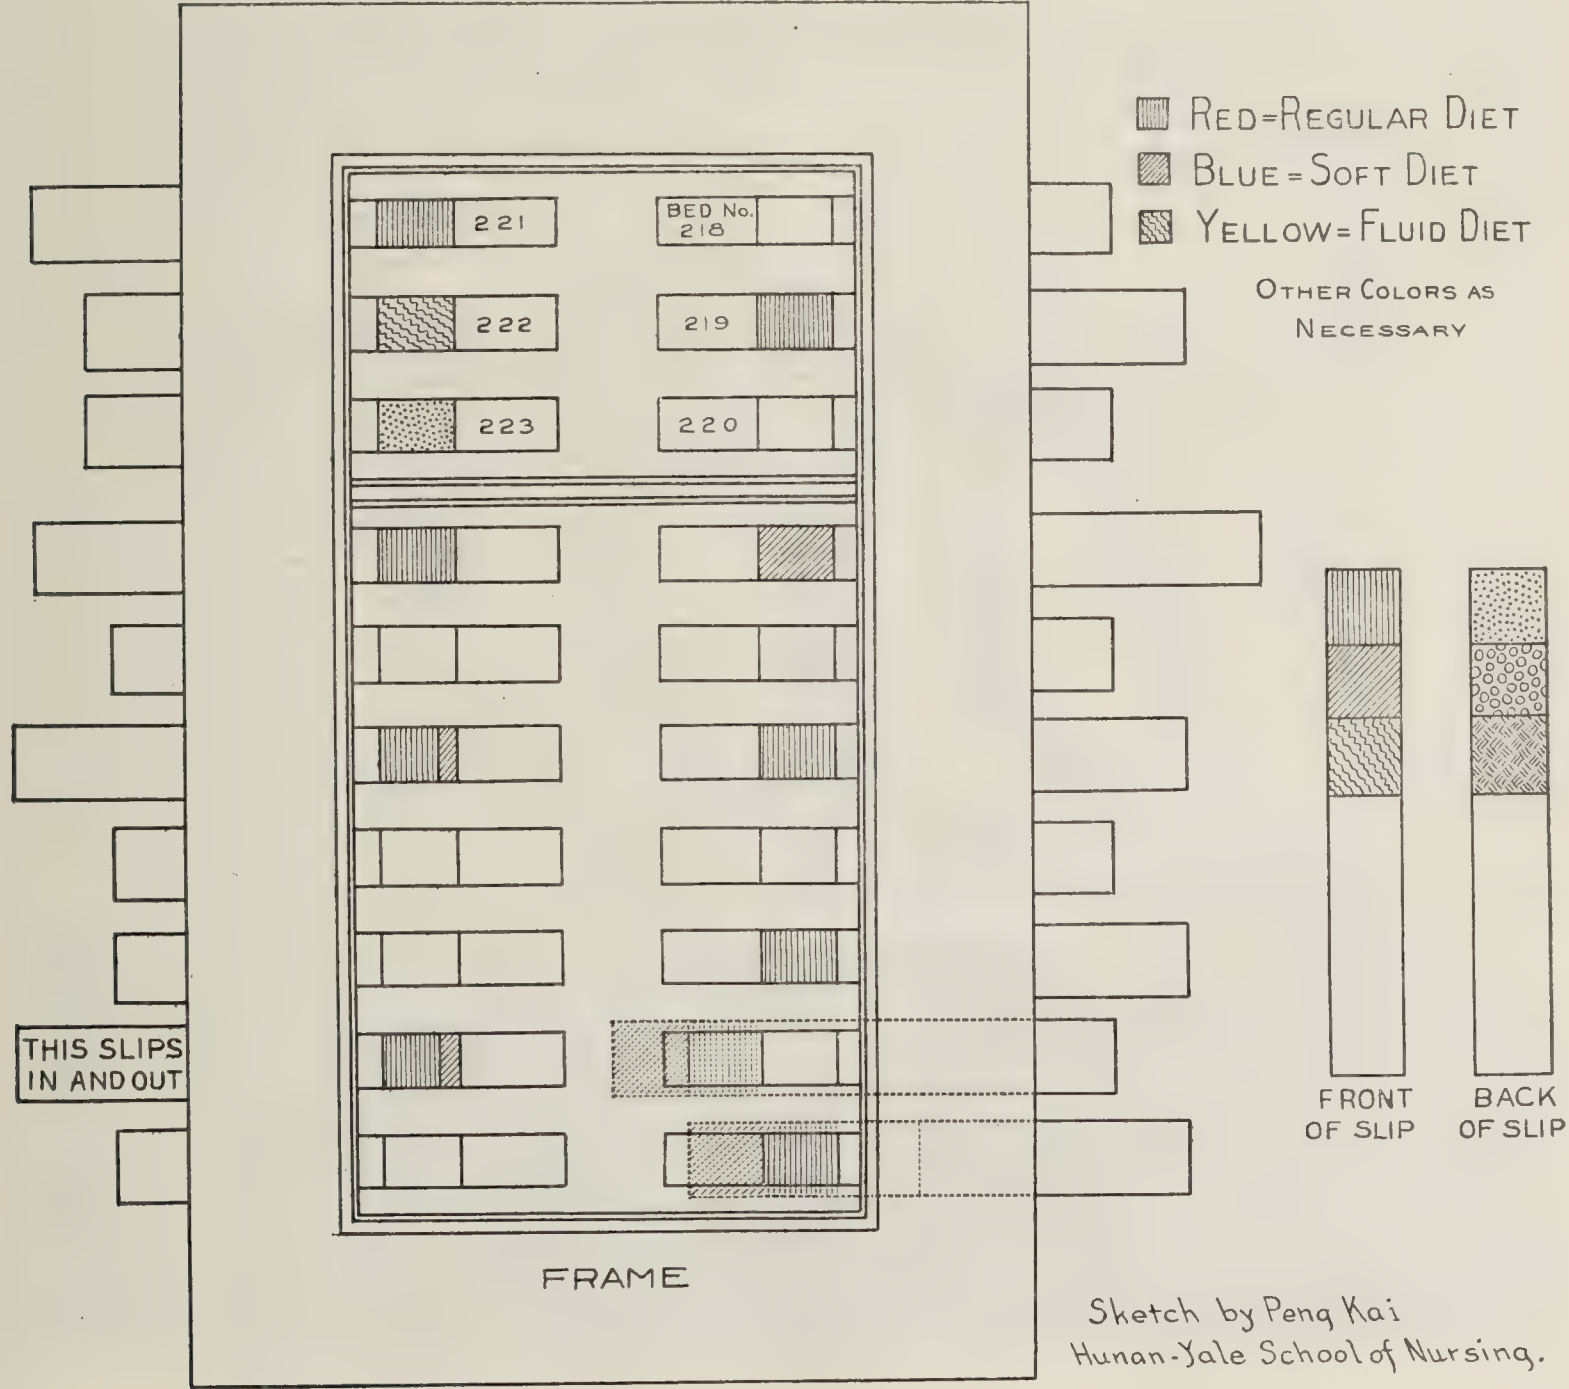 RED=REGULAR DIET
BLUE=SOFT DIET
YELLOW=FLUID DIET
OTHER COLORS AS
NECESSARY
221
BED No.
218
222
219
223
220
THIS SLIPS
IN AND OUT
FRONT
OF SLIP
BACK
OF SLIP
FRAME
Sketch by Peng Kai
Hunan-Yale School of Nursing.